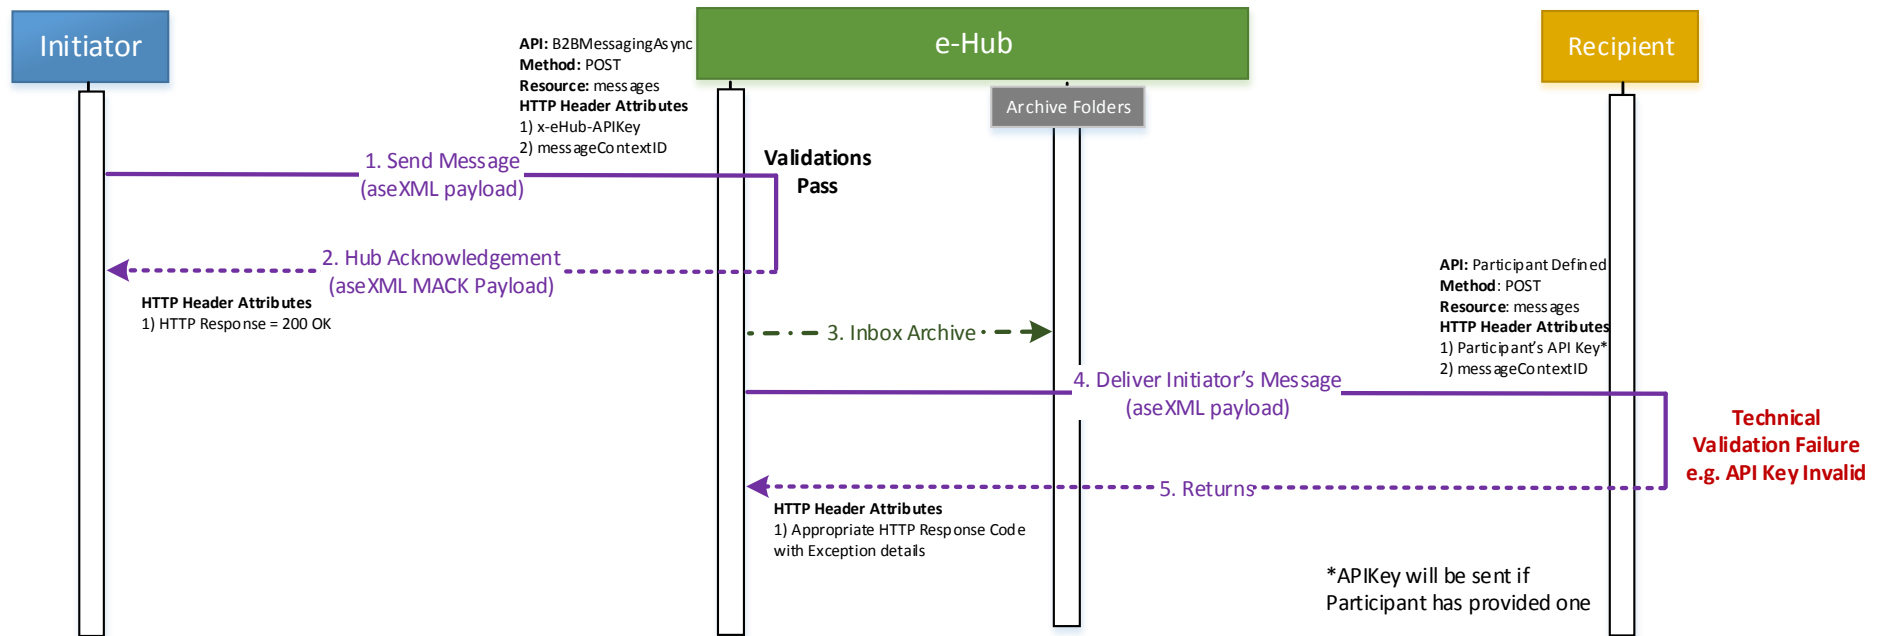 Initiator
e-Hub
Recipient
API: B2BMessagingAsync
Method: POST
Resource: messages
HTTP Header Attributes
1) x-eHub-APIKey
2) messageContextID
Archive Folders
1. Send Message
(aseXML payload)
Validations
Pass
2. Hub Acknowledgement
(aseXML MACK Payload)
HTTP Header Attributes
1) HTTP Response = 200 OK
3. Inbox Archive
API: Participant Defined
Method: POST
Resource: messages
HTTP Header Attributes
1) Participant’s API Key*
2) messageContextID
4. Deliver Initiator’s Message
(aseXML payload)
Technical
Validation Failure
e.g. API Key Invalid
5. Returns
HTTP Header Attributes
1) Appropriate HTTP Response Code
with Exception details
*APIKey will be sent if
Participant has provided one